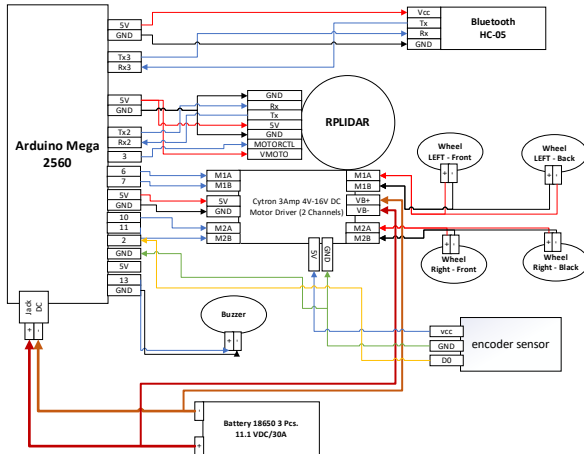 5V
GND
Tx3
Rx3
Vcc
Tx
Rx
GND
Bluetooth
HC-05
Arduino Mega
2560
5V
GND
Tx2
Rx2
3
GND
Rx
Tx
5V
GND
MOTORCTL
VMOTO
RPLIDAR
Wheel
LEFT - Front
+ -
Wheel
LEFT - Back
+ -
6
7
5V
GND
10
11
2
GND
5V
13
GND
M1A
M1B
5V
GND
M2A
M2B
Cytron 3Amp 4V-16V DC
Motor Driver (2 Channels)
M1A
M1B
VB+
VB-
M2A
M2B
5V
GND
+ -
Wheel
Right - Front
+ -
Wheel
Right - Black
Jack
DC
+ -
Buzzer
+ -
vcc
GND
D0
encoder sensor
-
+
Battery 18650 3 Pcs.
11.1 VDC/30A